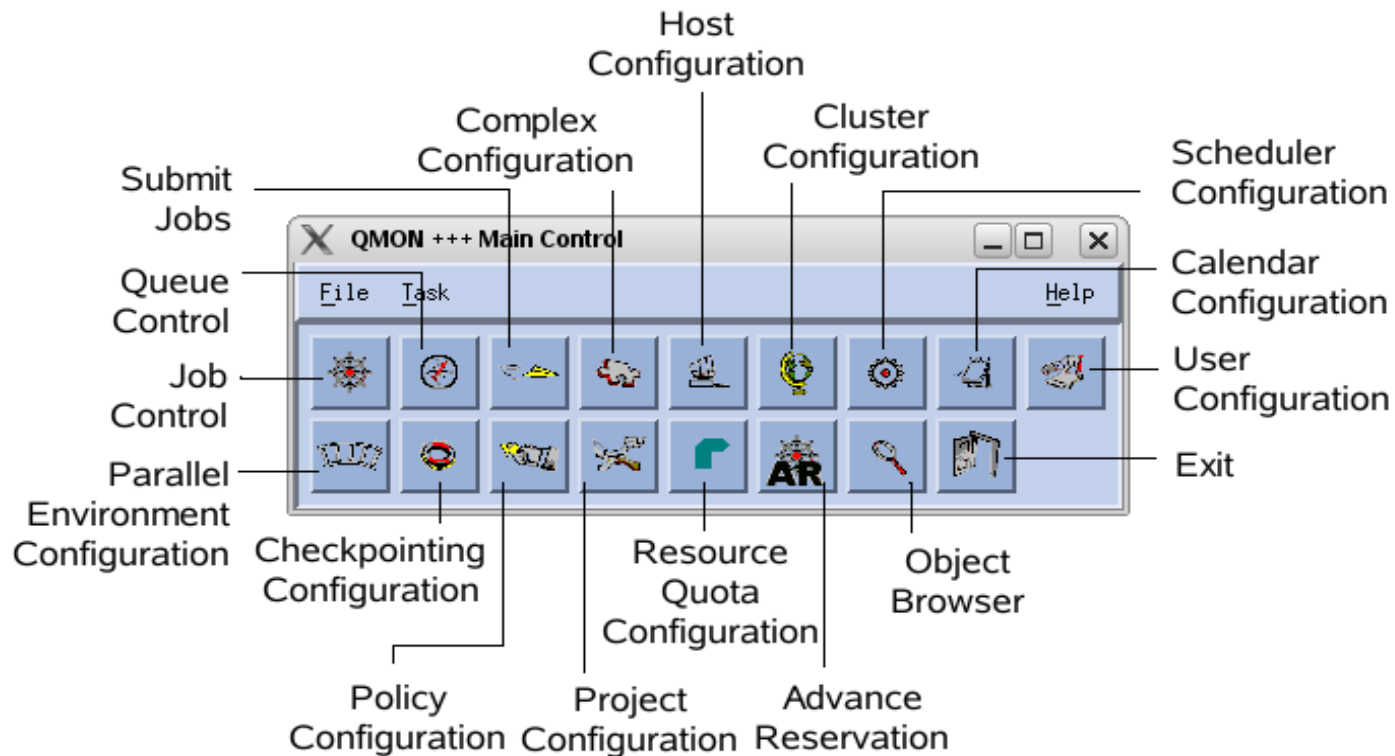 Host
Configuration
Complex
Configuration
Cluster
Configuration
Scheduler
Configuration
Submit
Jobs
QMON +++ Main Control
Queue
Control
File Task Help
Calendar
Configuration
Job
Control
User
Configuration
Parallel
Environment
Configuration
AR
Exit
Checkpointing
Configuration
Resource
Quota
Configuration
Object
Browser
Policy
Configuration
Project
Configuration
Advance
Reservation